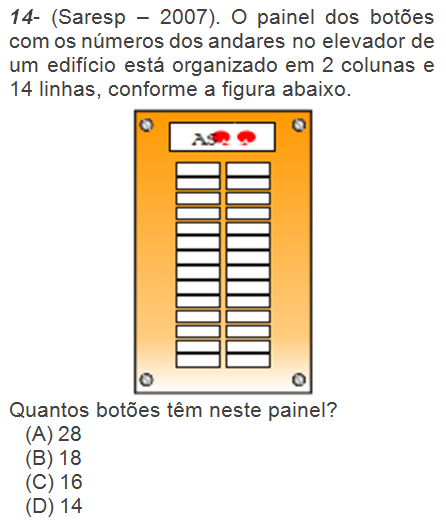 14- (Saresp – 2007). O painel dos botões
com os números dos andares no elevador de
um edifício está organizado em 2 colunas e
14 linhas, conforme a figura abaixo.
Quantos botões têm neste painel?
(A) 28
(B) 18
(C) 16
(D) 14